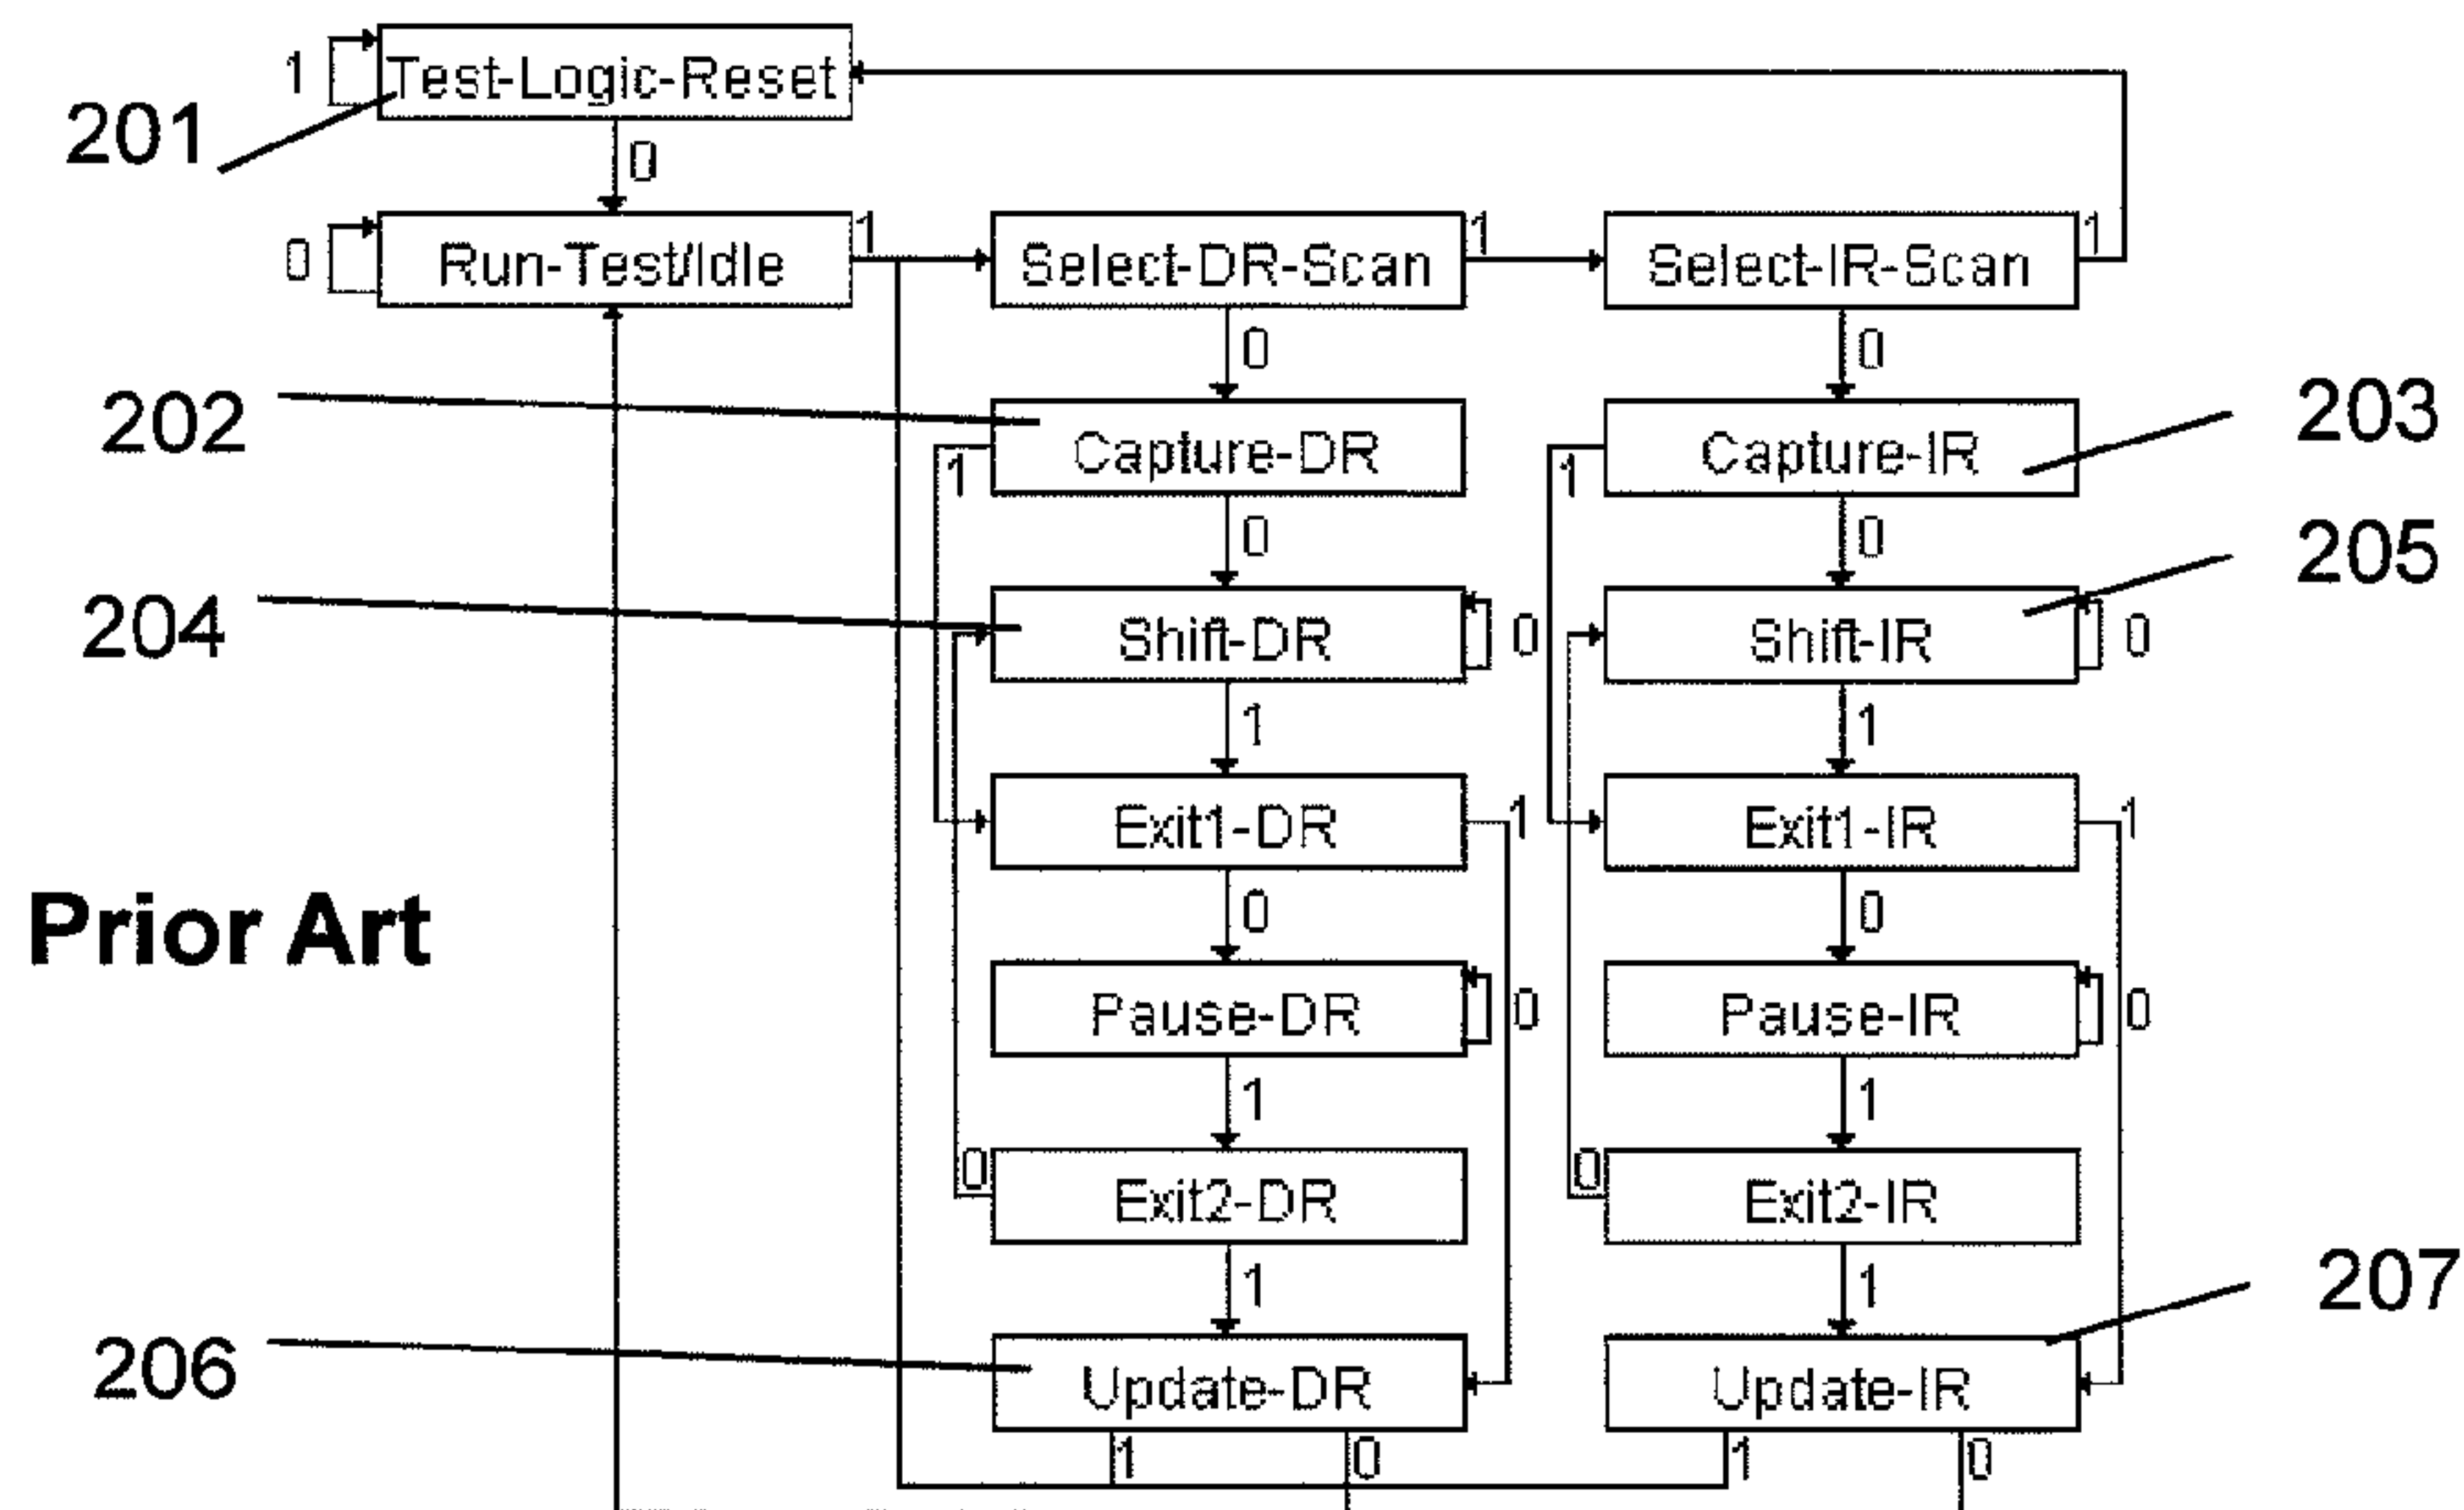 1 Test-Logic-Reset
201
0
0 Run-Test/Idle 1 Select-DR-Scan 1 Select-IR-Scan 1
0 0
202 Capture-DR Capture-IR 203
1 1
0 0 205
204 Shift-DR 0 Shift-IR 0
1 1
Exit1-DR 1 Exit1-IR 1
Prior Art 0 0
Pause-DR 0 Pause-IR 0
1 1
0 Exit2-DR 0 Exit2-IR
1 1 207
206 Update-DR Update-IR
1 0 1 0